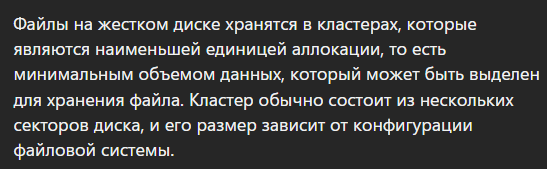 Файлы на жестком диске хранятся в кластерах, которые
являются наименьшей единицей аллокации, то есть
минимальным объемом данных, который может быть выделен
для хранения файла. Кластер обычно состоит из нескольких
секторов диска, и его размер зависит от конфигурации
файловой системы.